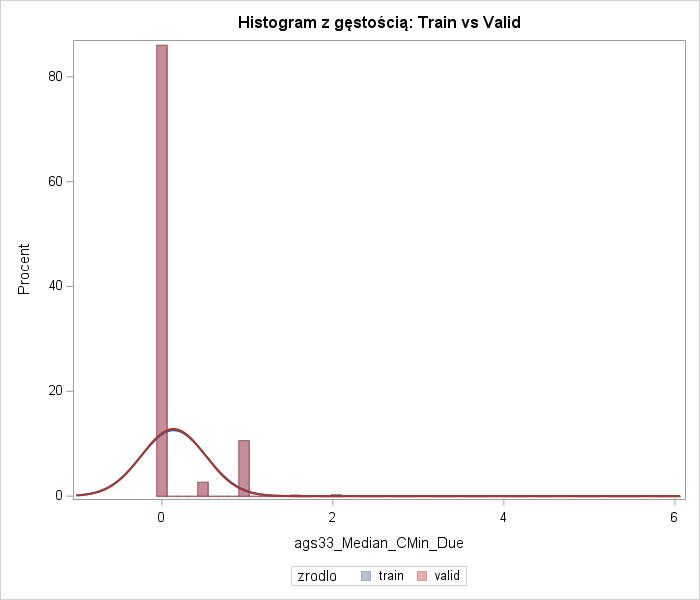 Histogram z gęstością: Train vs Valid
80
60
40
20
0
Procent
0 2 4 6
ags33_Median_CMin_Due
zrodlo train valid